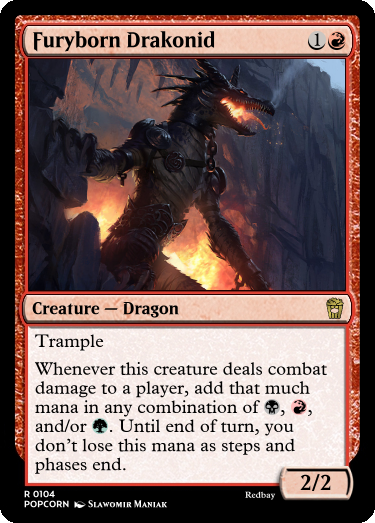 Furyborn Drakonid 1
Creature — Dragon
Trample
Whenever this creature deals combat
damage to a player, add that much
mana in any combination of , ,
and/or . Until end of turn, you
don't lose this mana as steps and
phases end.
2/2
R 0104 Redbay
POPCORN Slawomir Maniak